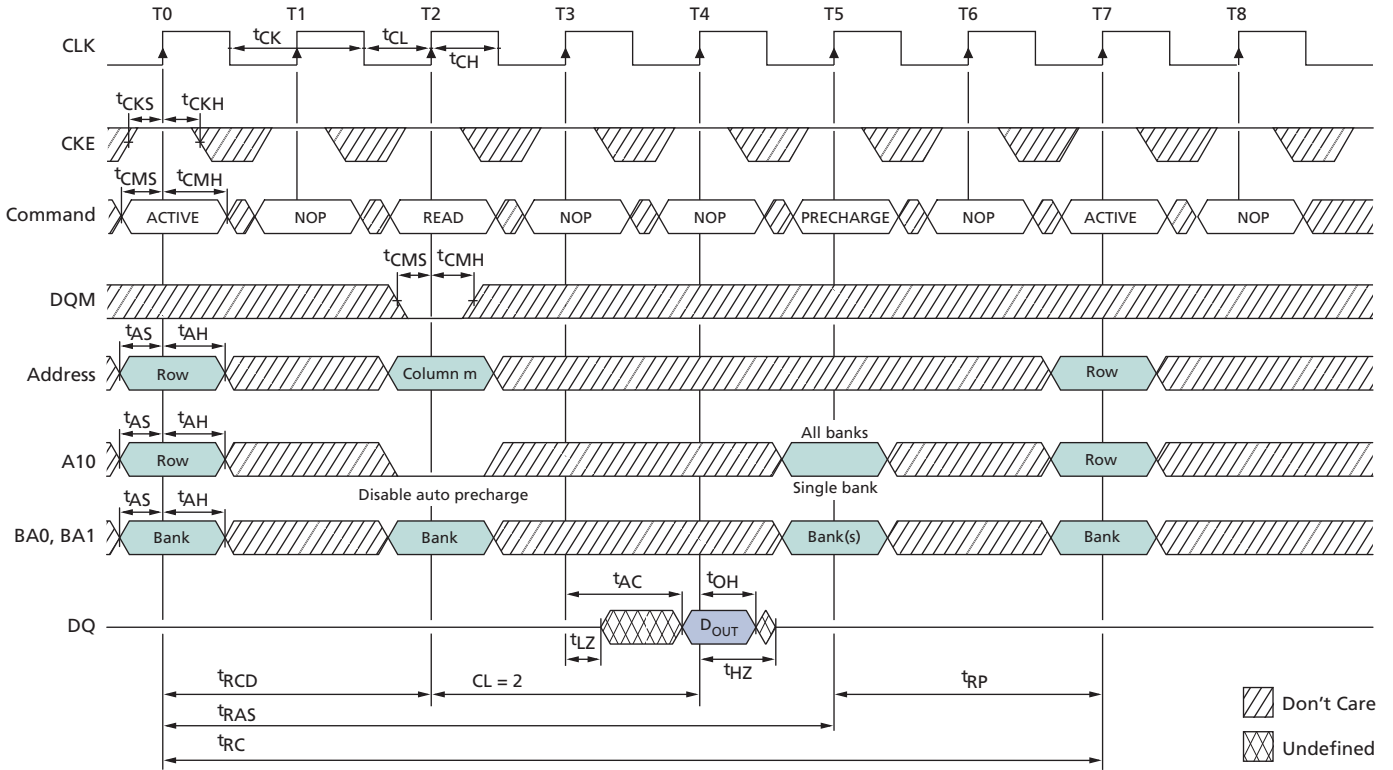 T0 T1 T2 T3 T4 T5 T6 T7 T8
CLK
tCK tCL
tCH
tCKS tCKH
CKE
tCMS tCMH
Command ACTIVE NOP READ NOP NOP PRECHARGE NOP ACTIVE NOP
tCMS tCMH
DQM
tAS tAH
Address Row Column m Row
tAS tAH
All banks
A10 Row Row
Disable auto precharge Single bank
tAS tAH
BA0, BA1 Bank Bank Bank(s) Bank
tAC tOH
DQ DOUT
tLZ
tHZ
tRCD CL = 2 tRP
tRAS
tRC
Don't Care
Undefined